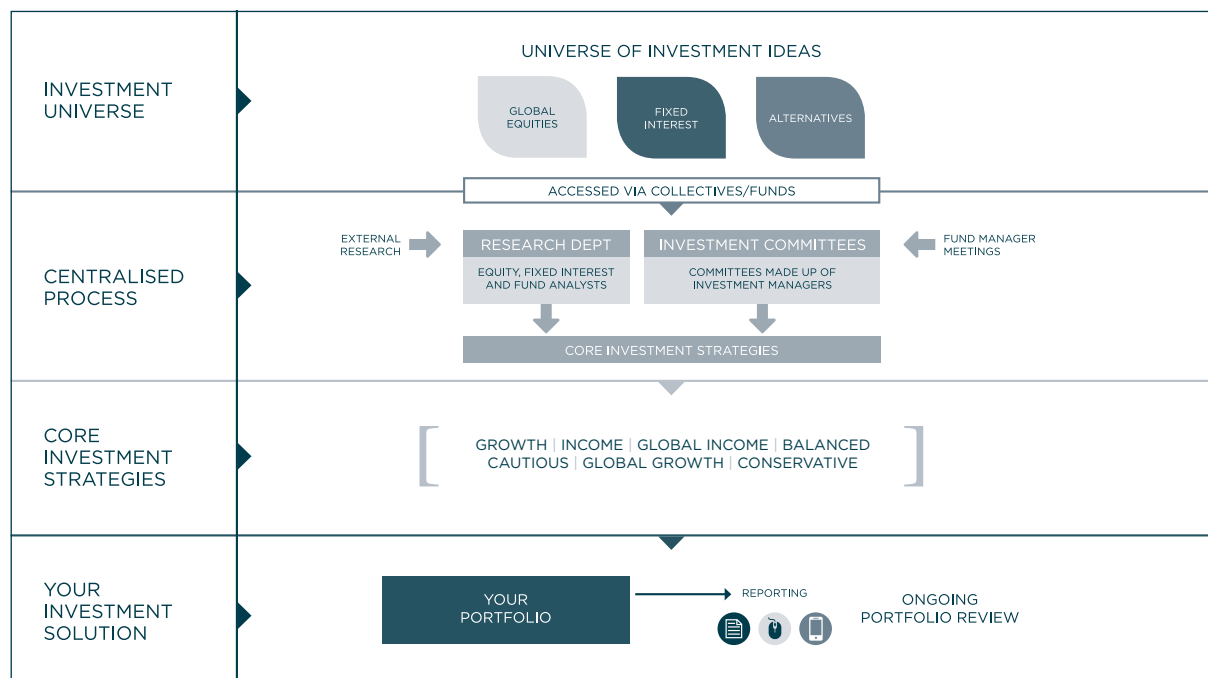 INVESTMENT
UNIVERSE
UNIVERSE OF INVESTMENT IDEAS
GLOBAL
EQUITIES
FIXED
INTEREST
ALTERNATIVES
ACCESSED VIA COLLECTIVES/FUNDS
CENTRALISED
PROCESS
EXTERNAL
RESEARCH
RESEARCH DEPT
EQUITY, FIXED INTEREST
AND FUND ANALYSTS
INVESTMENT COMMITTEES
COMMITTEES MADE UP OF
INVESTMENT MANAGERS
FUND MANAGER
MEETINGS
CORE INVESTMENT STRATEGIES
CORE
INVESTMENT
STRATEGIES
GROWTH | INCOME | GLOBAL INCOME | BALANCED
CAUTIOUS | GLOBAL GROWTH | CONSERVATIVE
YOUR
INVESTMENT
SOLUTION
YOUR
PORTFOLIO
REPORTING
ONGOING
PORTFOLIO REVIEW